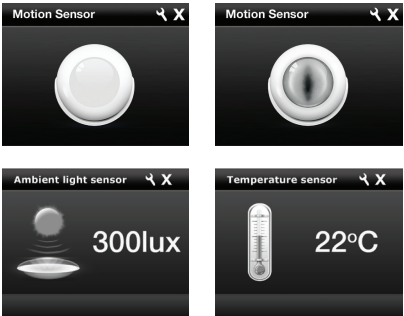 Motion Sensor X
Motion Sensor X
Ambient light sensor X
300lux
Temperature sensor X
22°C